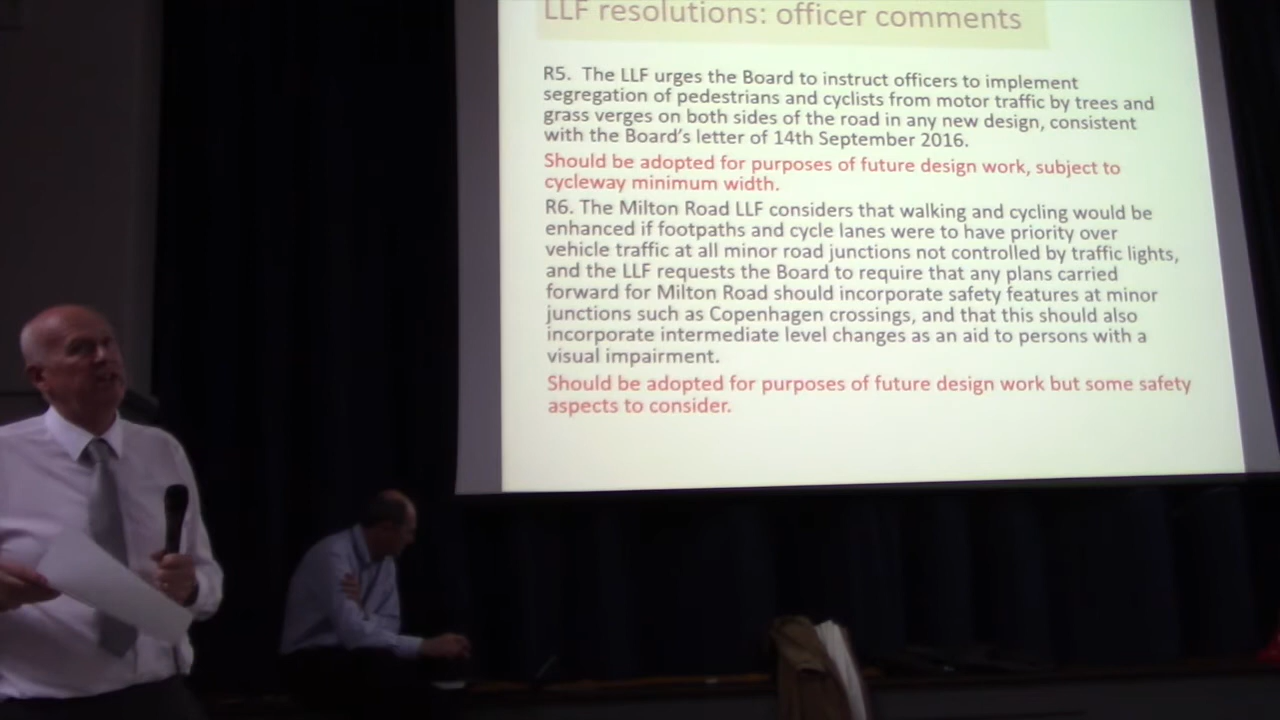 LLF resolutions: officer comments
R5. The LLF urges the Board to instruct officers to implement
segregation of pedestrians and cyclists from motor traffic by trees and
grass verges on both sides of the road in any new design, consistent
with the Board's letter of 14th September 2016.
Should be adopted for purposes of future design work, subject to
cycleway minimum width.
R6. The Milton Road LLF considers that walking and cycling would be
enhanced if footpaths and cycle lanes were to have priority over
vehicle traffic at all minor road junctions not controlled by traffic lights,
and the LLF requests the Board to require that any plans carried
forward for Milton Road should incorporate safety features at minor
junctions such as Copenhagen crossings, and that this should also
incorporate intermediate level changes as an aid to persons with a
visual impairment.
Should be adopted for purposes of future design work but some safety
aspects to consider.